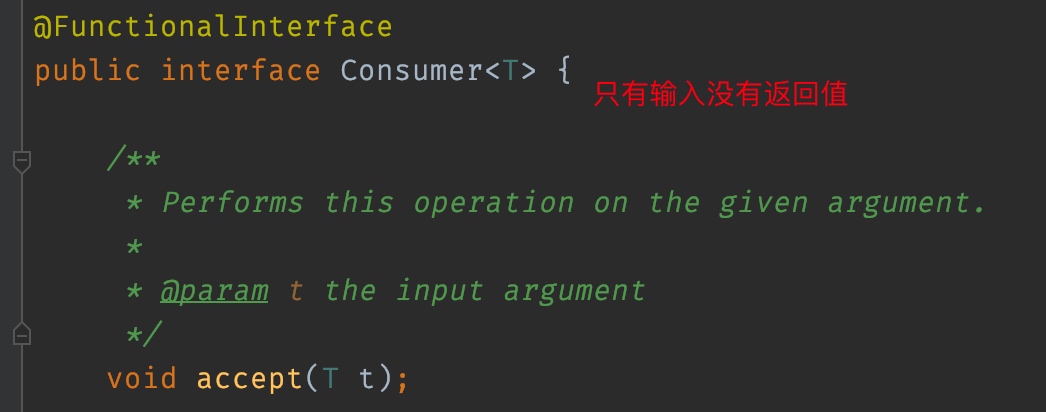 @FunctionalInterface
public interface Consumer<T> {
只有输入没有返回值
/**
* Performs this operation on the given argument.
*
* @param t the input argument
*/
void accept(T t);